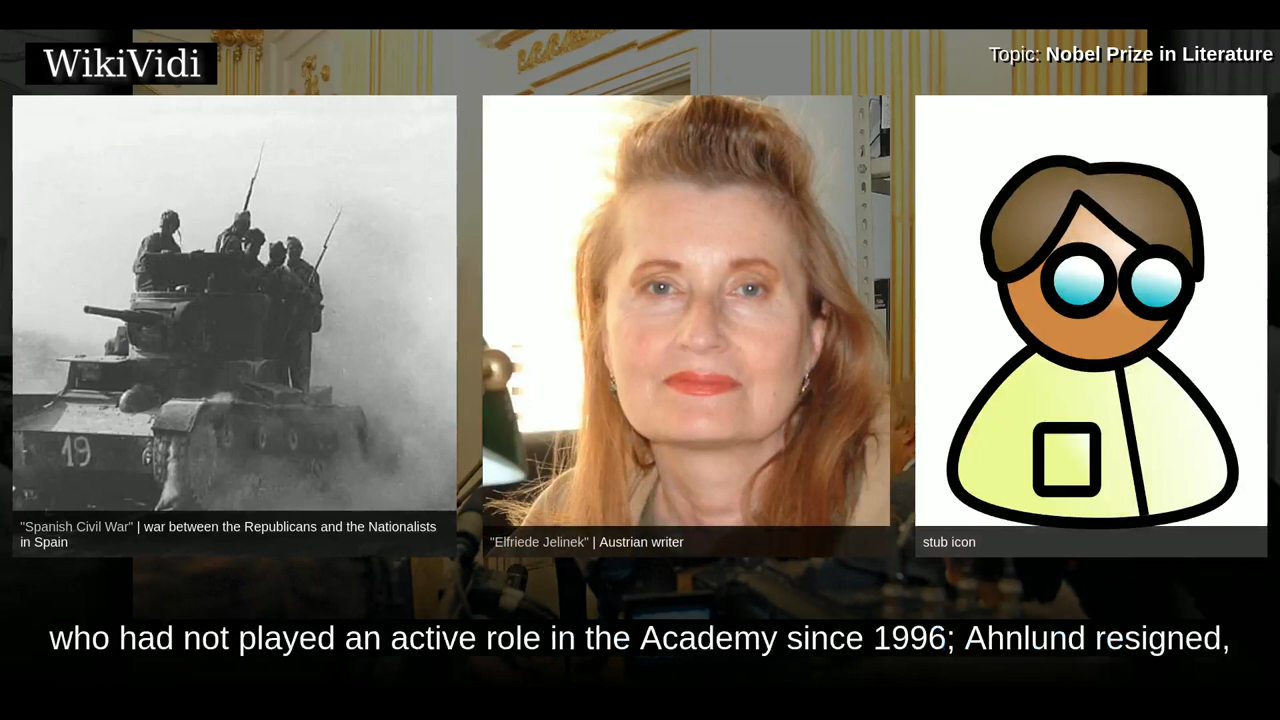 WikiVidi
Topic: Nobel Prize in Literature
19
"Spanish Civil War" | war between the Republicans and the Nationalists
in Spain
"Elfriede Jelinek" | Austrian writer
stub icon
who had not played an active role in the Academy since 1996; Ahnlund resigned,